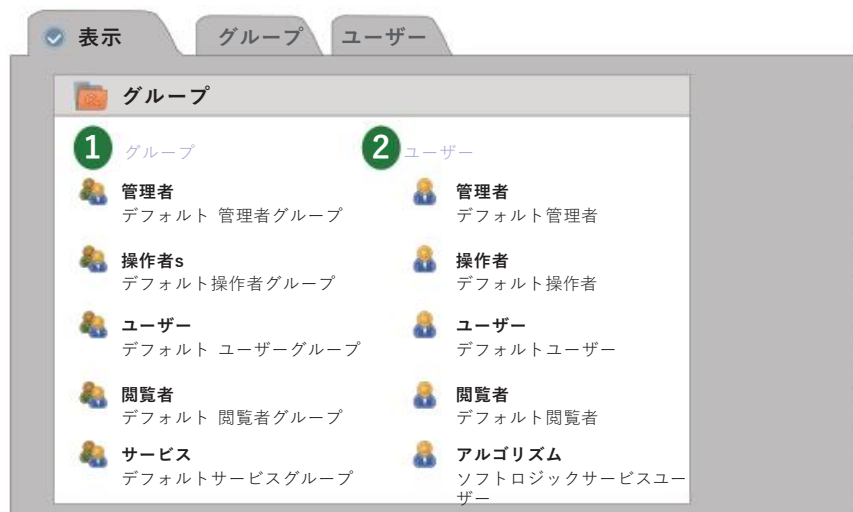 表示
グループ
ユーザー
グループ
1 グループ
管理者
デフォルト 管理者グループ
操作者s
デフォルト操作者グループ
ユーザー
デフォルト ユーザーグループ
閲覧者
デフォルト 閲覧者グループ
サービス
デフォルトサービスグループ
2 ユーザー
管理者
デフォルト管理者
操作者
デフォルト操作者
ユーザー
デフォルトユーザー
閲覧者
デフォルト閲覧者
アルゴリズム
ソフトロジックサービスユー
ザー